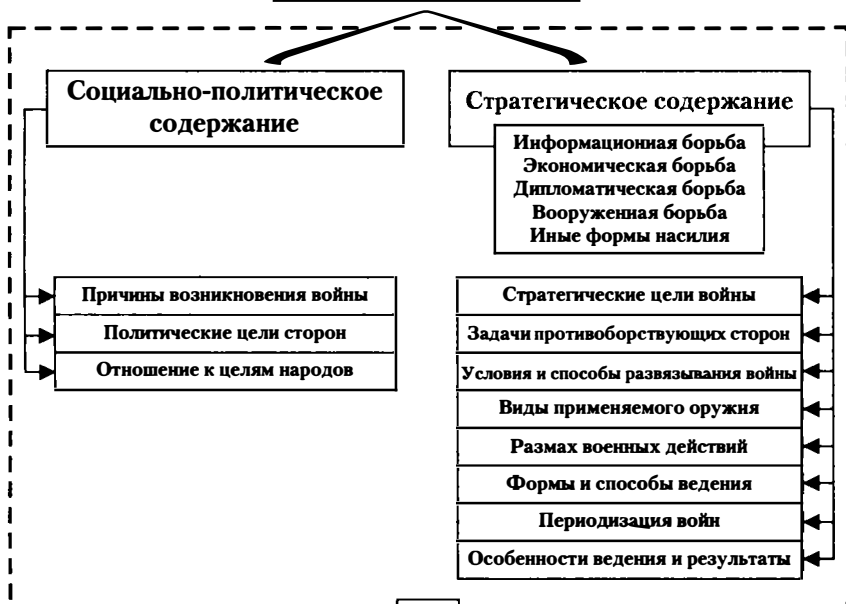 Социально-политическое
содержание
Стратегическое содержание
Информационная борьба
Экономическая борьба
Дипломатическая борьба
Вооруженная борьба
Иные формы насилия
Причины возникновения войны
Политические цели сторон
Отношение к целям народов
Стратегические цели войны
Задачи противоборствующих сторон
Условия и способы развязывания войны
Виды применяемого оружия
Размах военных действий
Формы и способы ведения
Периодизация войн
Особенности ведения и результаты